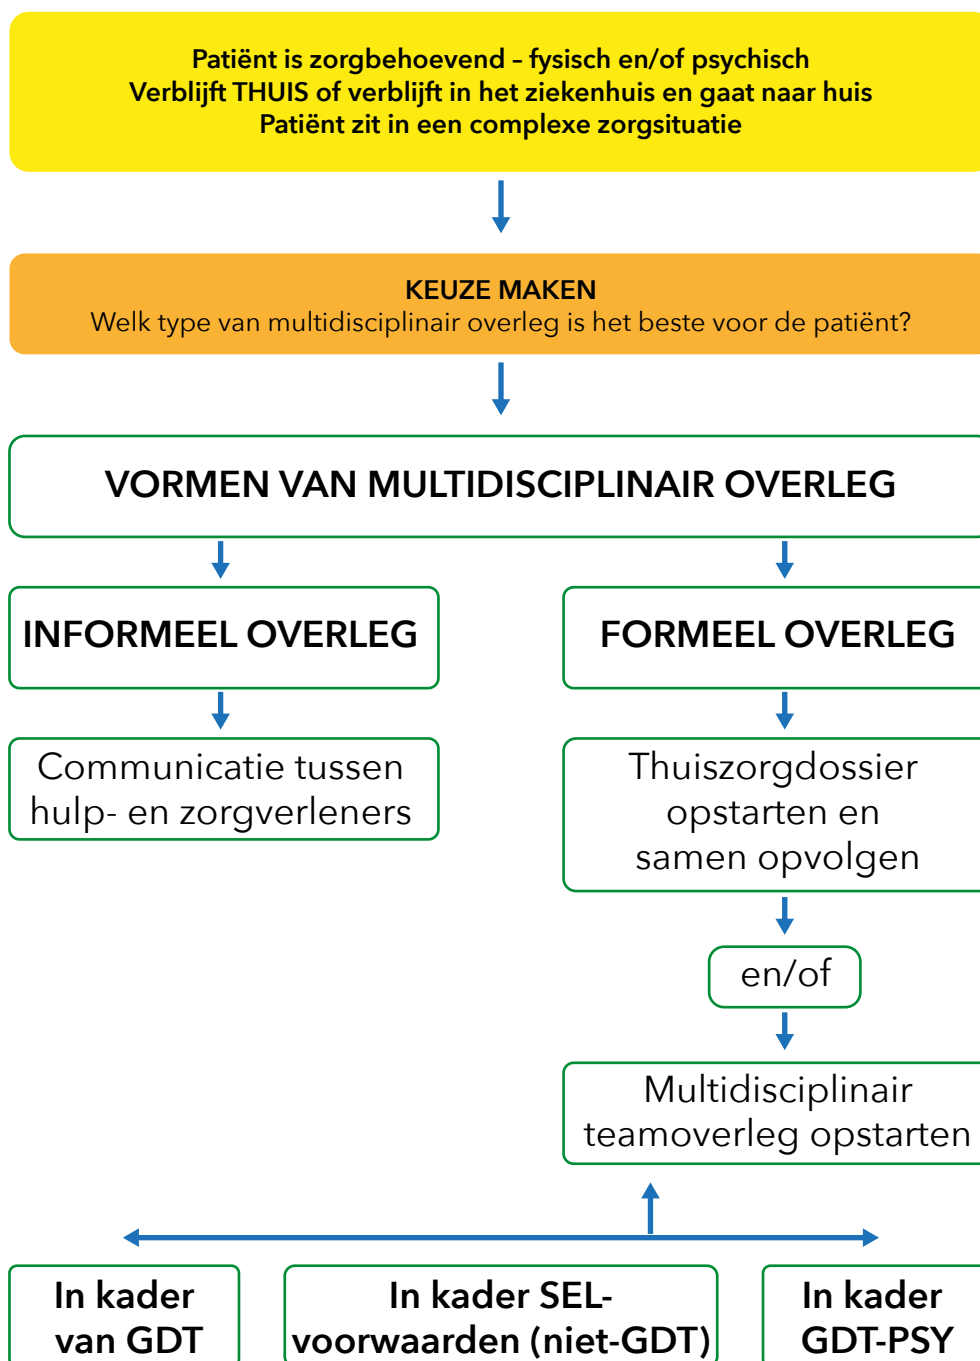 Patiënt is zorgbehoevend – fysisch en/of psychisch
Verblijft THUIS of verblijft in het ziekenhuis en gaat naar huis
Patiënt zit in een complexe zorgsituatie
KEUZE MAKEN
Welk type van multidisciplinair overleg is het beste voor de patiënt?
VORMEN VAN MULTIDISCIPLINAIR OVERLEG
INFORMEEL OVERLEG
Communicatie tussen
hulp- en zorgverleners
FORMEEL OVERLEG
Thuiszorgdossier
opstarten en
samen opvolgen
en/of
Multidisciplinair
teamoverleg opstarten
In kader
van GDT
In kader SEL-
voorwaarden (niet-GDT)
In kader
GDT-PSY